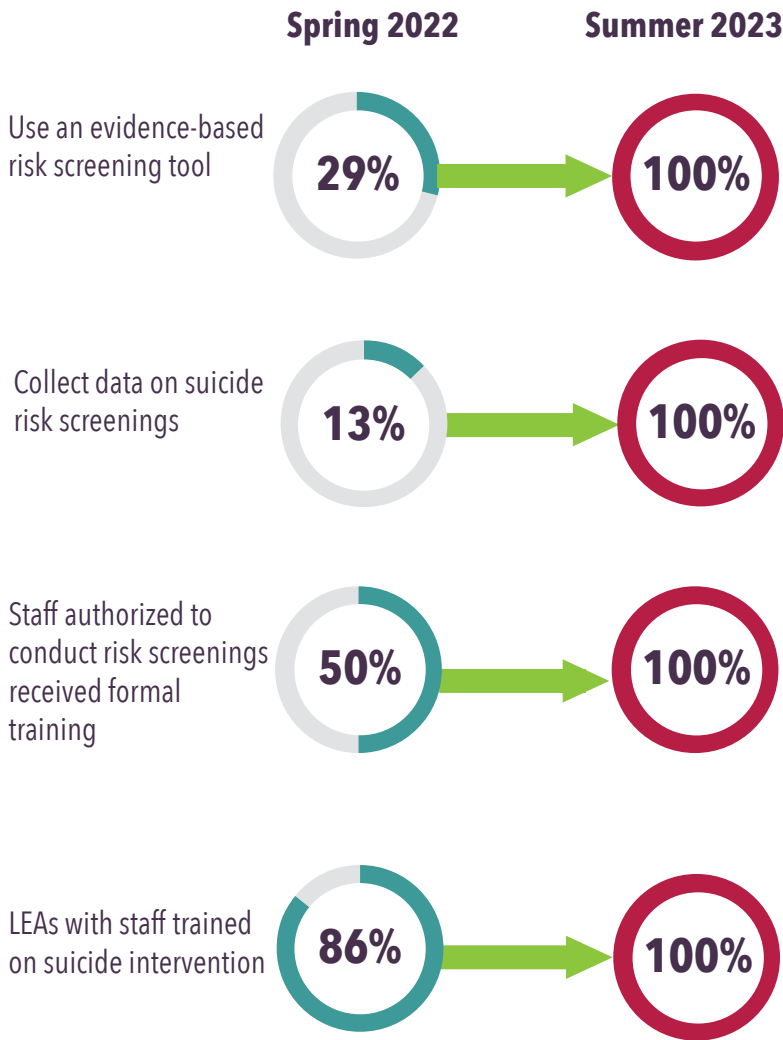 Spring 2022 Summer 2023
Use an evidence-based
risk screening tool
29% 100%
Collect data on suicide
risk screenings
13% 100%
Staff authorized to
conduct risk screenings
received formal
training
50% 100%
LEAs with staff trained
on suicide intervention
86% 100%